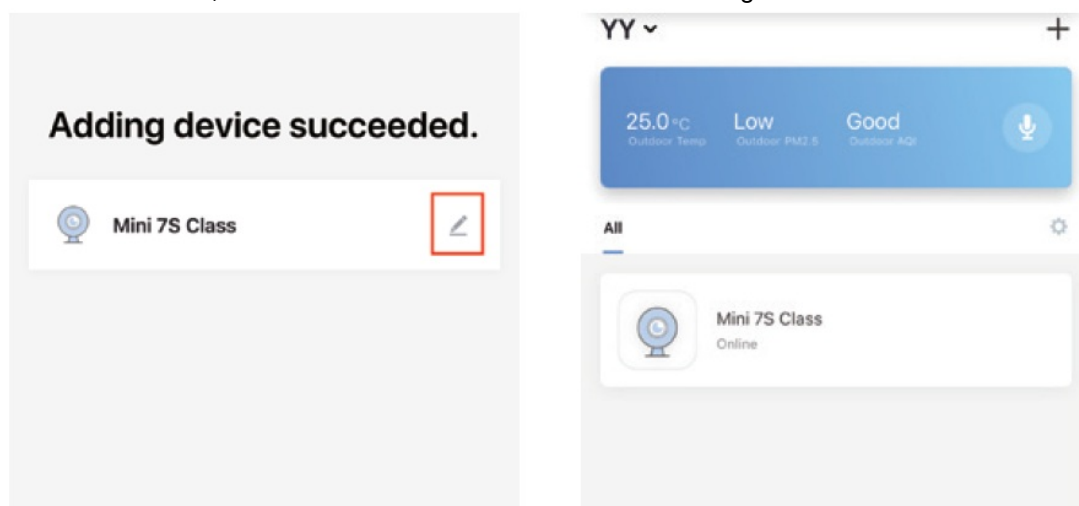 Adding device succeeded.
Mini 7S Class
YY
25.0 °C Low Good
Outdoor Temp Outdoor PM2.5 Outdoor AQI
All
Mini 7S Class
Online